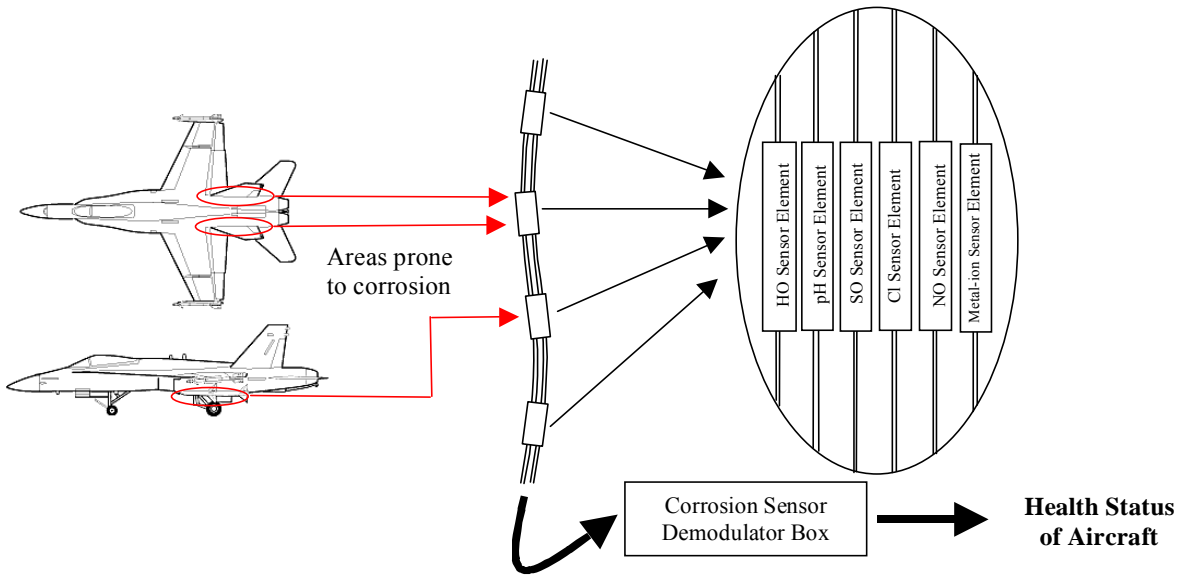 Areas prone
to corrosion
HO Sensor Element
pH Sensor Element
SO Sensor Element
Cl Sensor Element
NO Sensor Element
Metal-ion Sensor Element
Corrosion Sensor
Demodulator Box
Health Status
of Aircraft